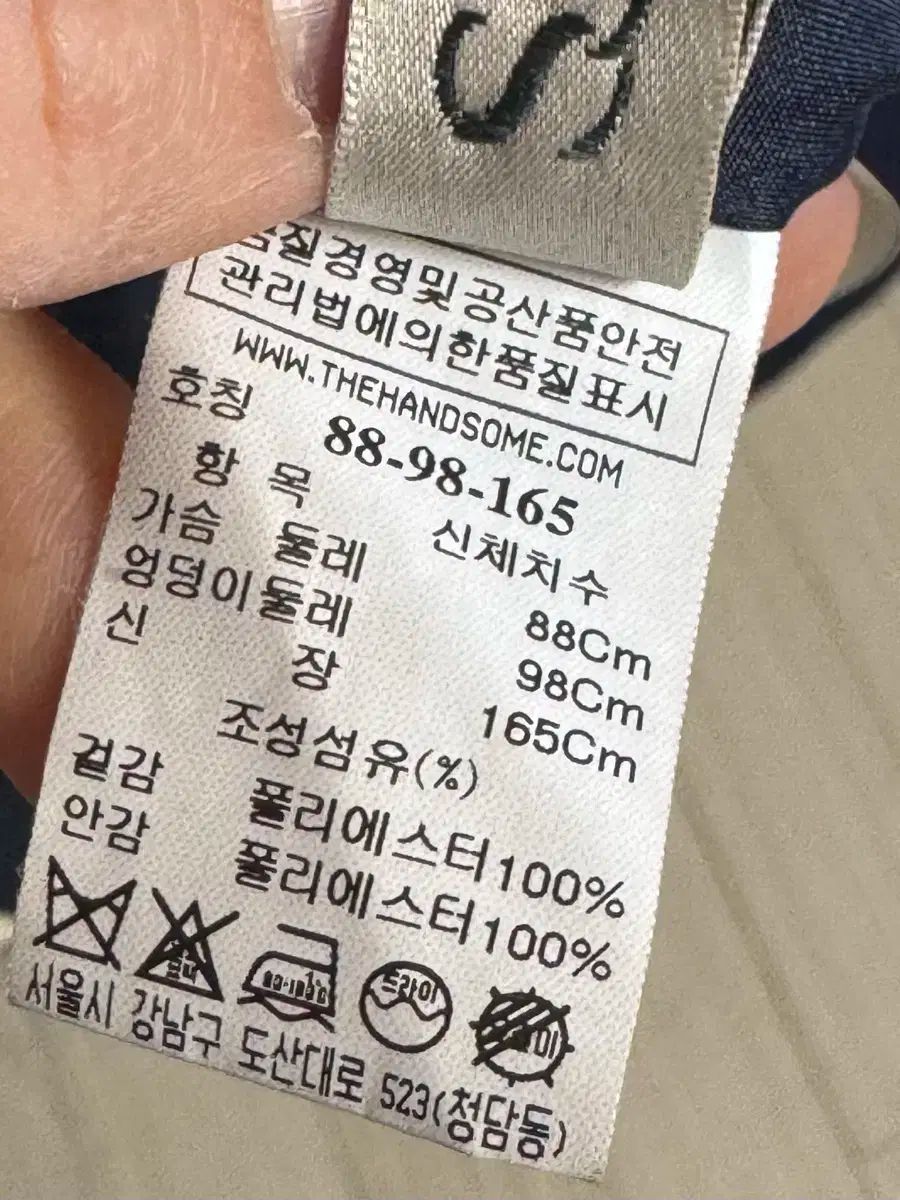 S
품질경영및공산품안전
관리법에의한품질표시
WWW.THEHANDSOME.COM
호칭 88-98-165
항 목 신체치수
가슴 둘레 88Cm
엉덩이둘레 98Cm
신 장 165Cm
조성섬유(%)
겉감 폴리에스터100%
안감 폴리에스터100%
드라이
서울시 강남구 도산대로 523(청담동)